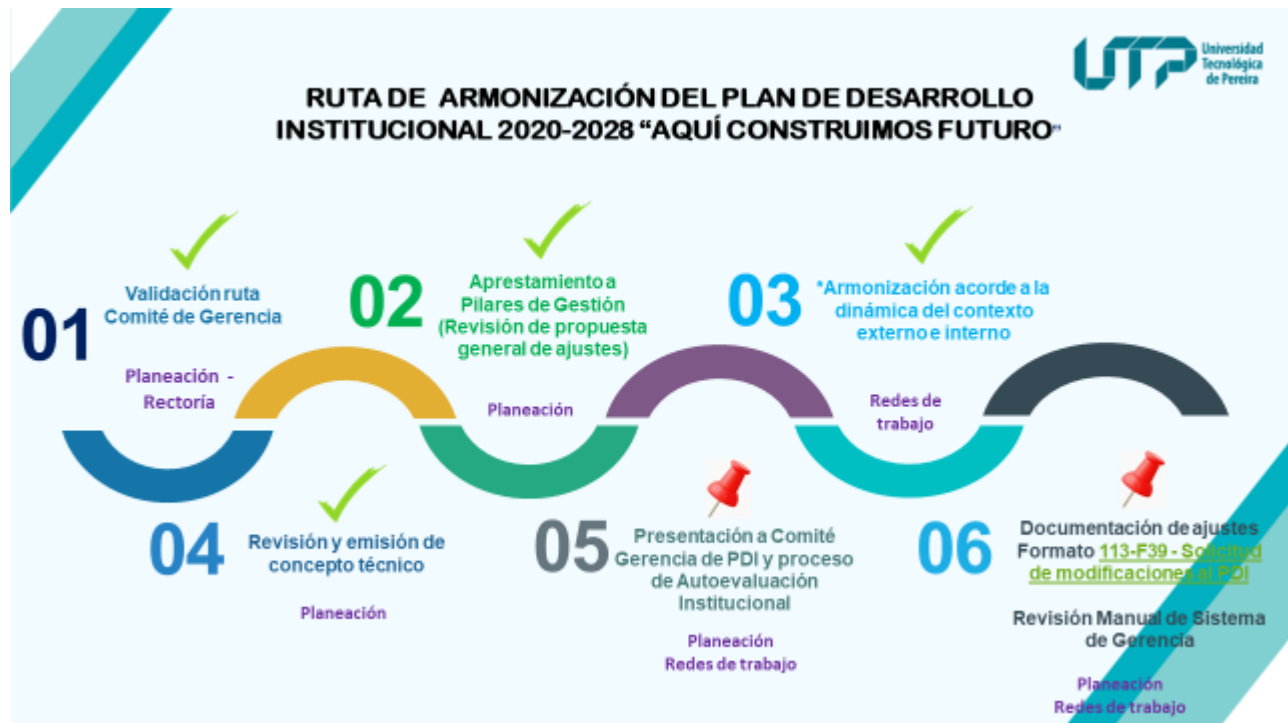 UTP
Universidad
Tecnológica
de Pereira
RUTA DE ARMONIZACIÓN DEL PLAN DE DESARROLLO
INSTITUCIONAL 2020-2028 “AQUÍ CONSTRUIMOS FUTURO”
01
Validación ruta
Comité de Gerencia
Planeación -
Rectoría
02
Aprestamiento a
Pilares de Gestión
(Revisión de propuesta
general de ajustes)
Planeación
03
*Armonización acorde a la
dinámica del contexto
externo e interno
Redes de
trabajo
04
Revisión y emisión de
concepto técnico
Planeación
05
Presentación a Comité
Gerencia de PDI y proceso
de Autoevaluación
Institucional
Planeación
Redes de trabajo
06
Documentación de ajustes
Formato 113-F39 - Solicitud
de modificaciones al PDI
Revisión Manual de Sistema
de Gerencia
Planeación
Redes de trabajo